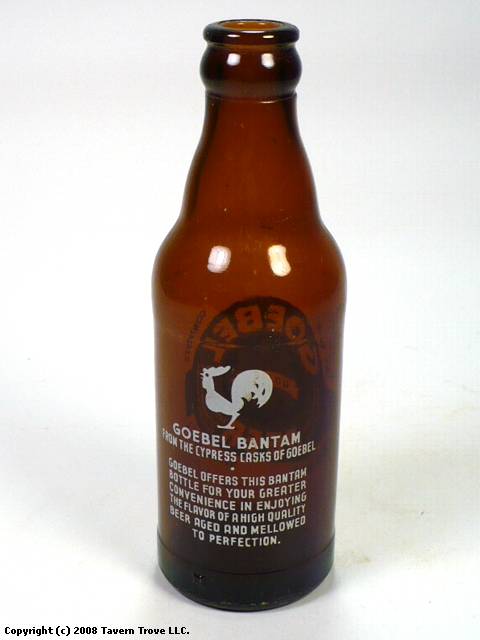 GOEBEL
GOEBEL BANTAM
FROM THE CYPRESS CASKS OF GOEBEL
GOEBEL OFFERS THIS BANTAM
BOTTLE FOR YOUR GREATER
CONVENIENCE IN ENJOYING
THE FLAVOR OF A HIGH QUALITY
BEER AGED AND MELLOWED
TO PERFECTION.
Copyright (c) 2008 Tavern Trove LLC.